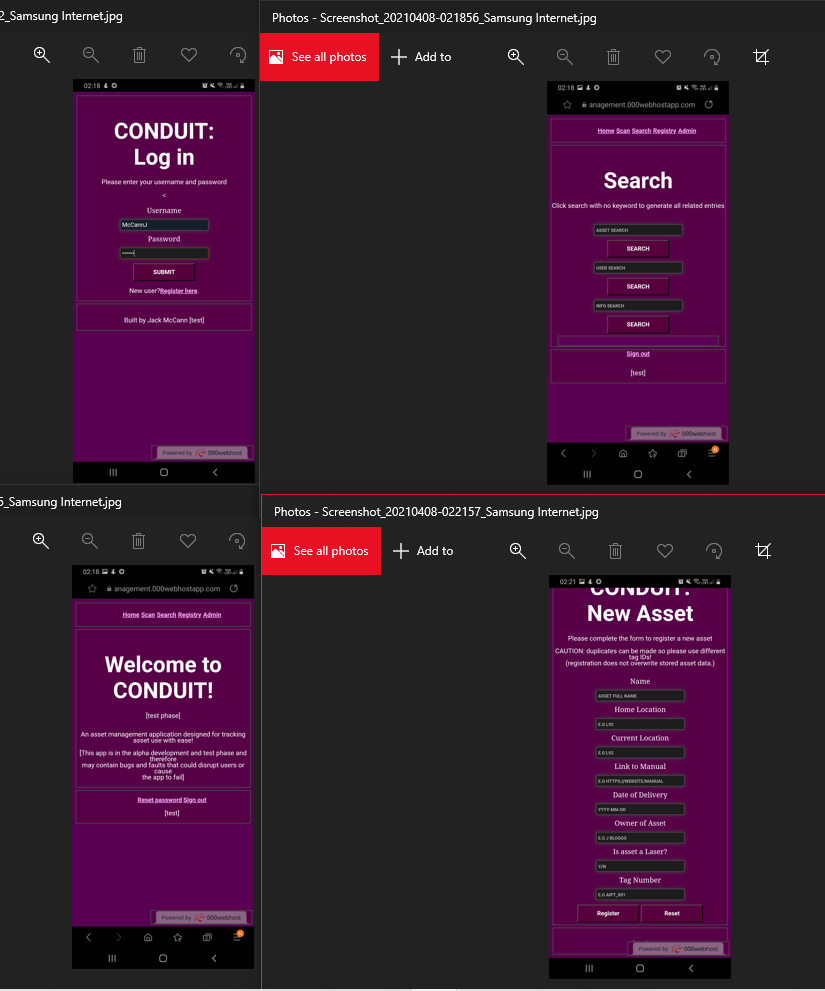 2_Samsung Internet.jpg
02:18
CONDUIT:
Log in
Please enter your username and password
<
Username
McCannJ
Password
SUBMIT
New user?Register here.
Built by Jack McCann [test]
Powered by 000webhost
Photos - Screenshot_20210408-021856_Samsung Internet.jpg
See all photos
Add to
02:18
anagement.000webhostapp.com
Home Scan Search Registry Admin
Search
Click search with no keyword to generate all related entries
ASSET SEARCH
SEARCH
USER SEARCH
SEARCH
INFO SEARCH
SEARCH
Sign out
[test]
Powered by 000webhost
5_Samsung Internet.jpg
02:18
anagement.000webhostapp.com
Home Scan Search Registry Admin
Welcome to
CONDUIT!
[test phase]
An asset management application designed for tracking
asset use with ease!
[This app is in the alpha development and test phase and
therefore
may contain bugs and faults that could disrupt users or
cause
the app to fail]
Reset password Sign out
[test]
Powered by 000webhost
Photos - Screenshot_20210408-022157_Samsung Internet.jpg
See all photos
Add to
02:21
CONDUIT:
New Asset
Please complete the form to register a new asset
CAUTION: duplicates can be made so please use different
tag IDs!
(registration does not overwrite stored asset data.)
Name
ASSET FULL NAME
Home Location
E.G L92
Current Location
E.G L92
Link to Manual
E.G HTTPS://WEBSITE/MANUAL
Date of Delivery
YYYY-MM-DD
Owner of Asset
E.G J BLOGGS
Is asset a Laser?
Y/N
Tag Number
E.G AIPT_001
Register Reset
Powered by 000webhost